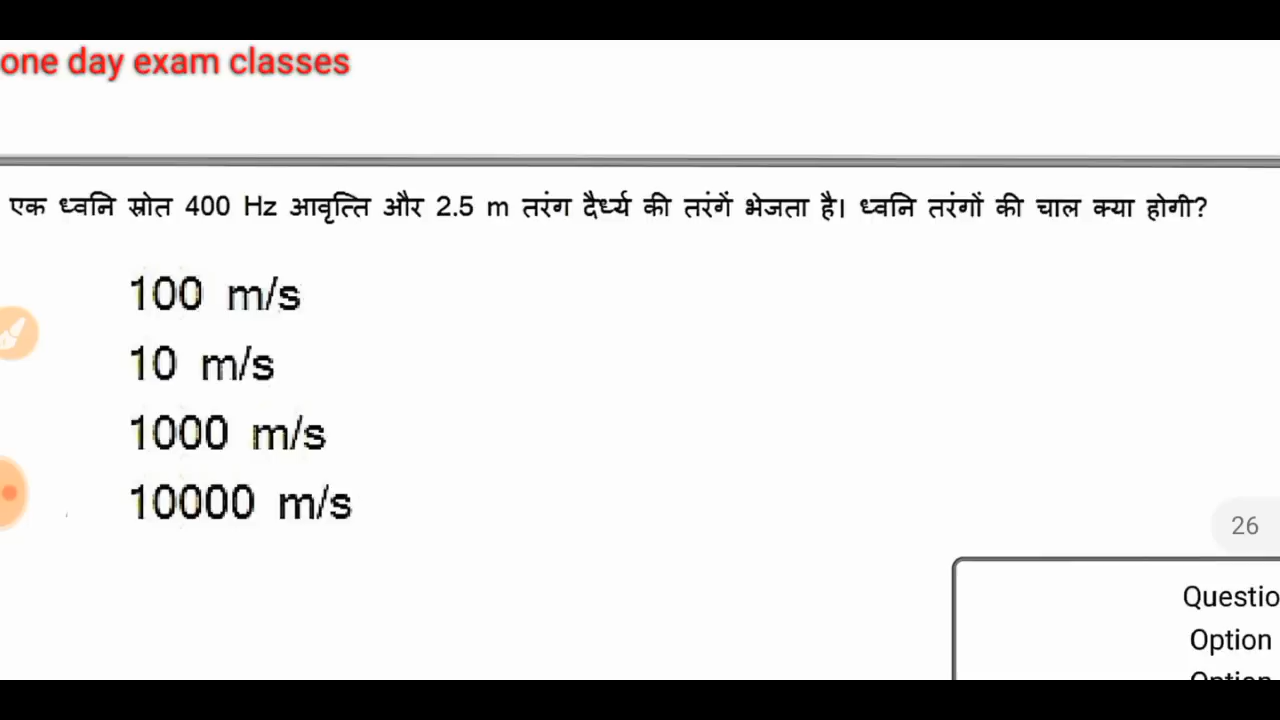 one day exam classes
एक ध्वनि स्रोत 400 Hz आवृत्ति और 2.5 m तरंग दैर्ध्य की तरंगें भेजता है। ध्वनि तरंगों की चाल क्या होगी?
100 m/s
10 m/s
1000 m/s
10000 m/s
26
Questio
Option
Option